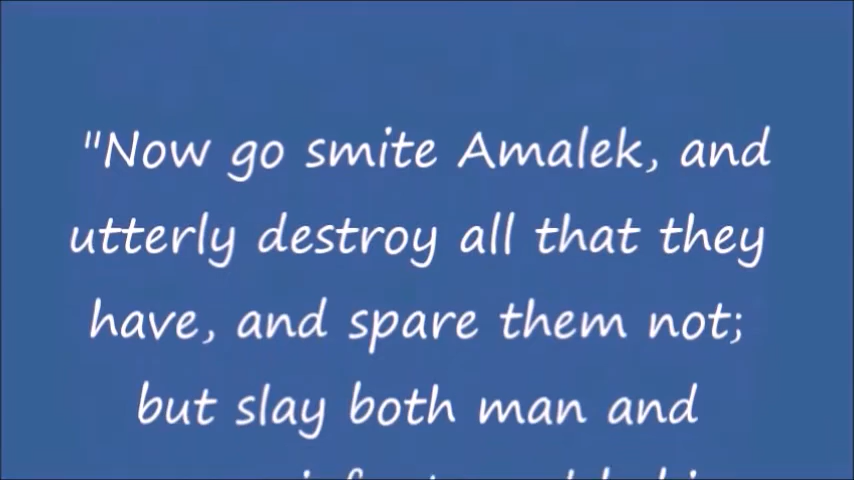 "Now go smite Amalek, and
utterly destroy all that they
have, and spare them not;
but slay both man and